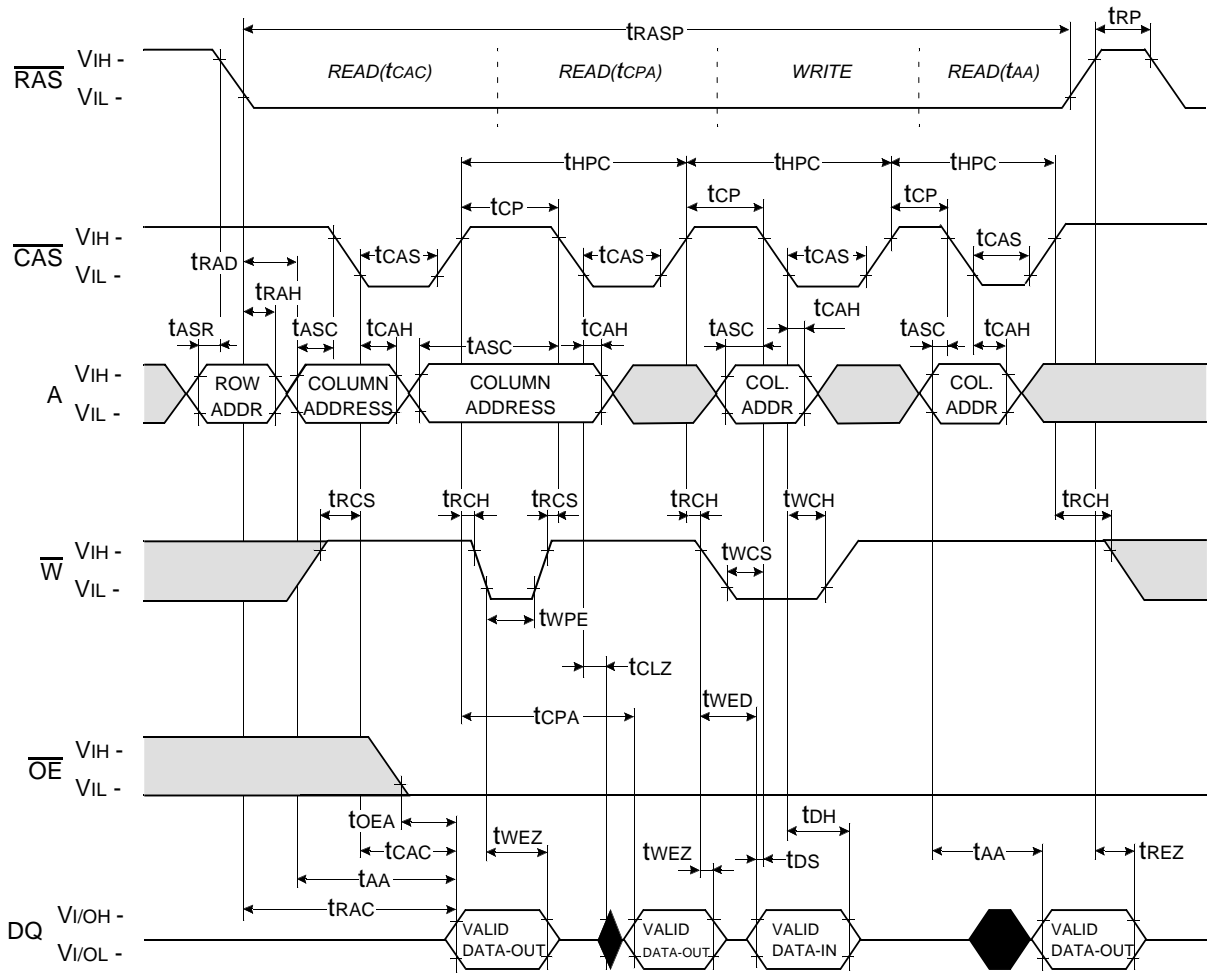 tRASP
tRP
RAS
VIH -
VIL -
READ(tCAC)
READ(tCPA)
WRITE
READ(tAA)
tHPC
tHPC
tHPC
tCP
tCP
tCP
CAS
VIH -
VIL -
tRAD
tCAS
tCAS
tCAS
tCAS
tRAH
tASR
tASC
tCAH
tASC
tCAH
tASC
tCAH
tASC
tCAH
A
VIH -
VIL -
ROW
ADDR
COLUMN
ADDRESS
COLUMN
ADDRESS
COL.
ADDR
COL.
ADDR
tRCS
tRCH
tRCS
tRCH
tWCH
tRCH
W
VIH -
VIL -
tWCS
tWPE
tCLZ
tCPA
tWED
OE
VIH -
VIL -
tOEA
tCAC
tAA
tRAC
tWEZ
tWEZ
tDH
tDS
tAA
tREZ
DQ
VI/OH -
VI/OL -
VALID
DATA-OUT
VALID
DATA-OUT
VALID
DATA-IN
VALID
DATA-OUT